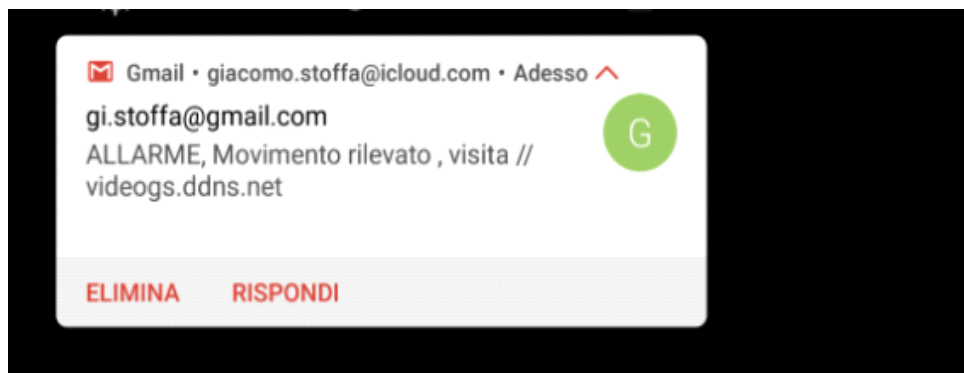 Gmail • giacomo.stoffa@icloud.com • Adesso
gi.stoffa@gmail.com
G
ALLARME, Movimento rilevato , visita //
videogs.ddns.net
ELIMINA RISPONDI